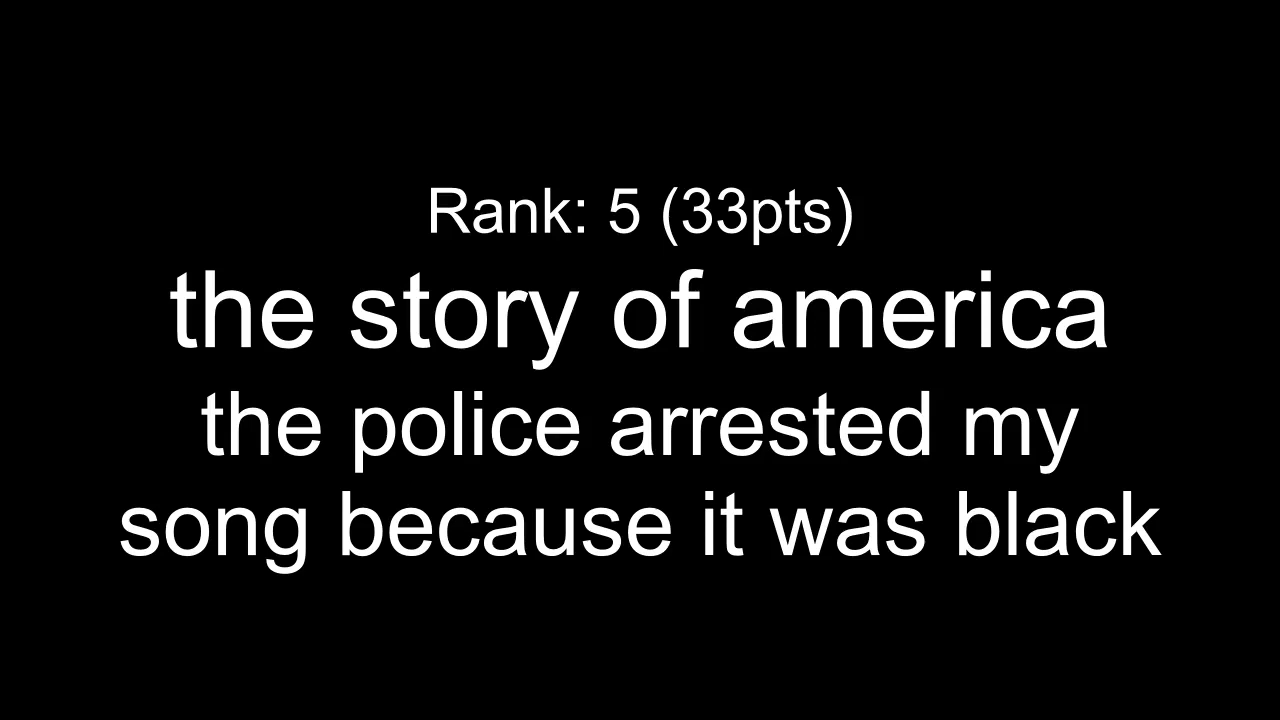 Rank: 5 (33pts)
the story of america
the police arrested my
song because it was black